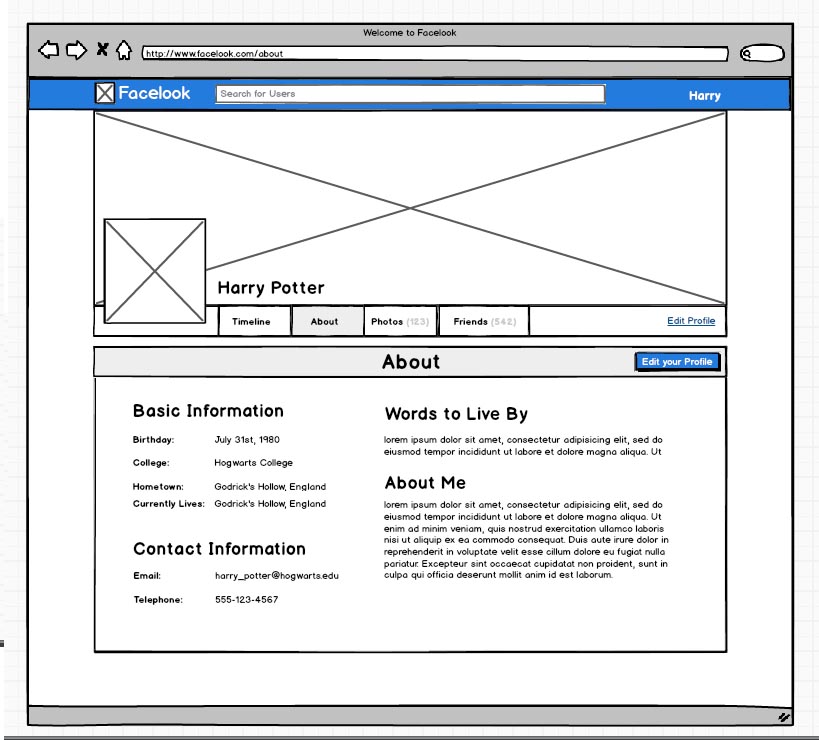 Welcome to Facelook
http://www.facelook.com/about
Facelook
Search for Users
Harry
Harry Potter
Timeline
About
Photos (123)
Friends (542)
Edit Profile
About
Edit your Profile
Basic Information
Birthday: July 31st, 1980
College: Hogwarts College
Hometown: Godrick's Hollow, England
Currently Lives: Godrick's Hollow, England
Contact Information
Email: harry_potter@hogwarts.edu
Telephone: 555-123-4567
Words to Live By
lorem ipsum dolor sit amet, consectetur adipisicing elit, sed do
eiusmod tempor incididunt ut labore et dolore magna aliqua. Ut
About Me
lorem ipsum dolor sit amet, consectetur adipisicing elit, sed do
eiusmod tempor incididunt ut labore et dolore magna aliqua. Ut
enim ad minim veniam, quis nostrud exercitation ullamco laboris
nisi ut aliquip ex ea commodo consequat. Duis aute irure dolor in
reprehenderit in voluptate velit esse cillum dolore eu fugiat nulla
pariatur. Excepteur sint occaecat cupidatat non proident, sunt in
culpa qui officia deserunt mollit anim id est laborum.